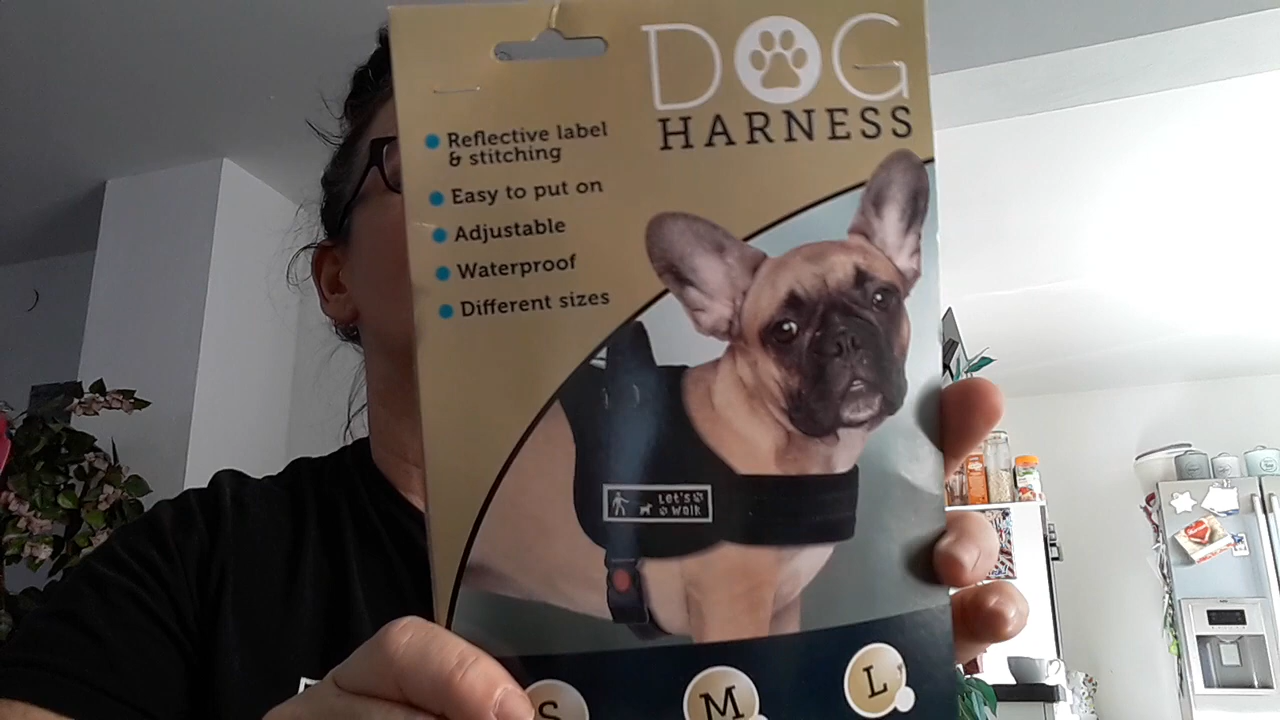 DOG
HARNESS
Reflective label
& stitching
Easy to put on
Adjustable
Waterproof
Different sizes
Let's
Walk
S
M
L